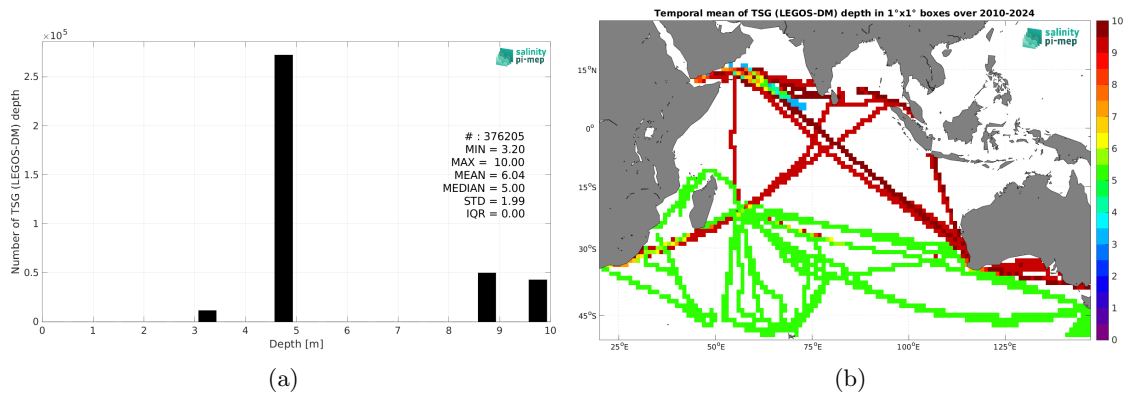 ×10⁵
2.5
2
1.5
1
0.5
0
0 1 2 3 4 5 6 7 8 9 10
Number of TSG (LEGOS-DM) depth
Depth [m]
salinity
pi-mep
# : 376205
MIN = 3.20
MAX = 10.00
MEAN = 6.04
MEDIAN = 5.00
STD = 1.99
IQR = 0.00
(a)
Temporal mean of TSG (LEGOS-DM) depth in 1°x1° boxes over 2010-2024
salinity
pi-mep
15°N
0°
15°S
30°S
45°S
25°E 50°E 75°E 100°E 125°E
10
9
8
7
6
5
4
3
2
1
0
(b)